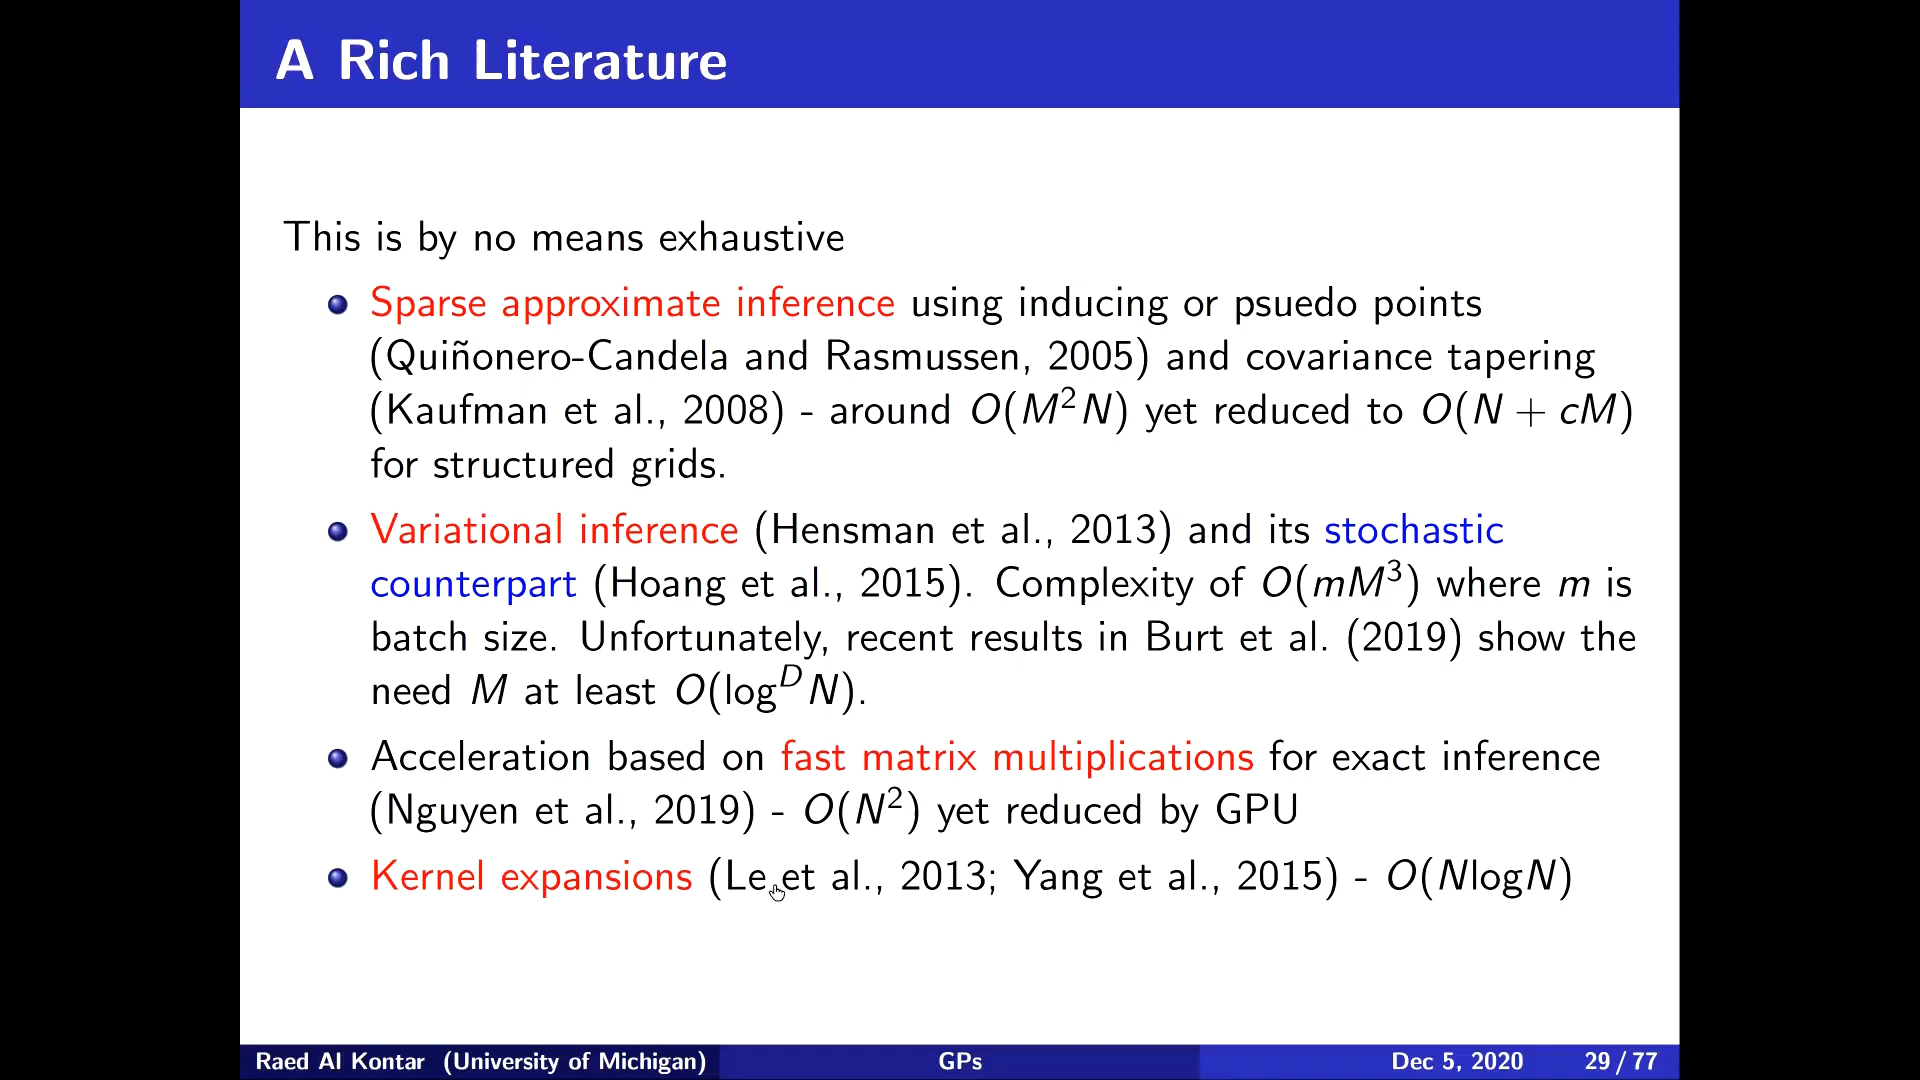 A Rich Literature
This is by no means exhaustive
Sparse approximate inference using inducing or psuedo points
(Quiñonero-Candela and Rasmussen, 2005) and covariance tapering
(Kaufman et al., 2008) - around O(M²N) yet reduced to O(N + cM)
for structured grids.
Variational inference (Hensman et al., 2013) and its stochastic
counterpart (Hoang et al., 2015). Complexity of O(mM³) where m is
batch size. Unfortunately, recent results in Burt et al. (2019) show the
need M at least O(logᴰN).
Acceleration based on fast matrix multiplications for exact inference
(Nguyen et al., 2019) - O(N²) yet reduced by GPU
Kernel expansions (Le et al., 2013; Yang et al., 2015) - O(NlogN)
Raed Al Kontar (University of Michigan) GPs Dec 5, 2020 29 / 77